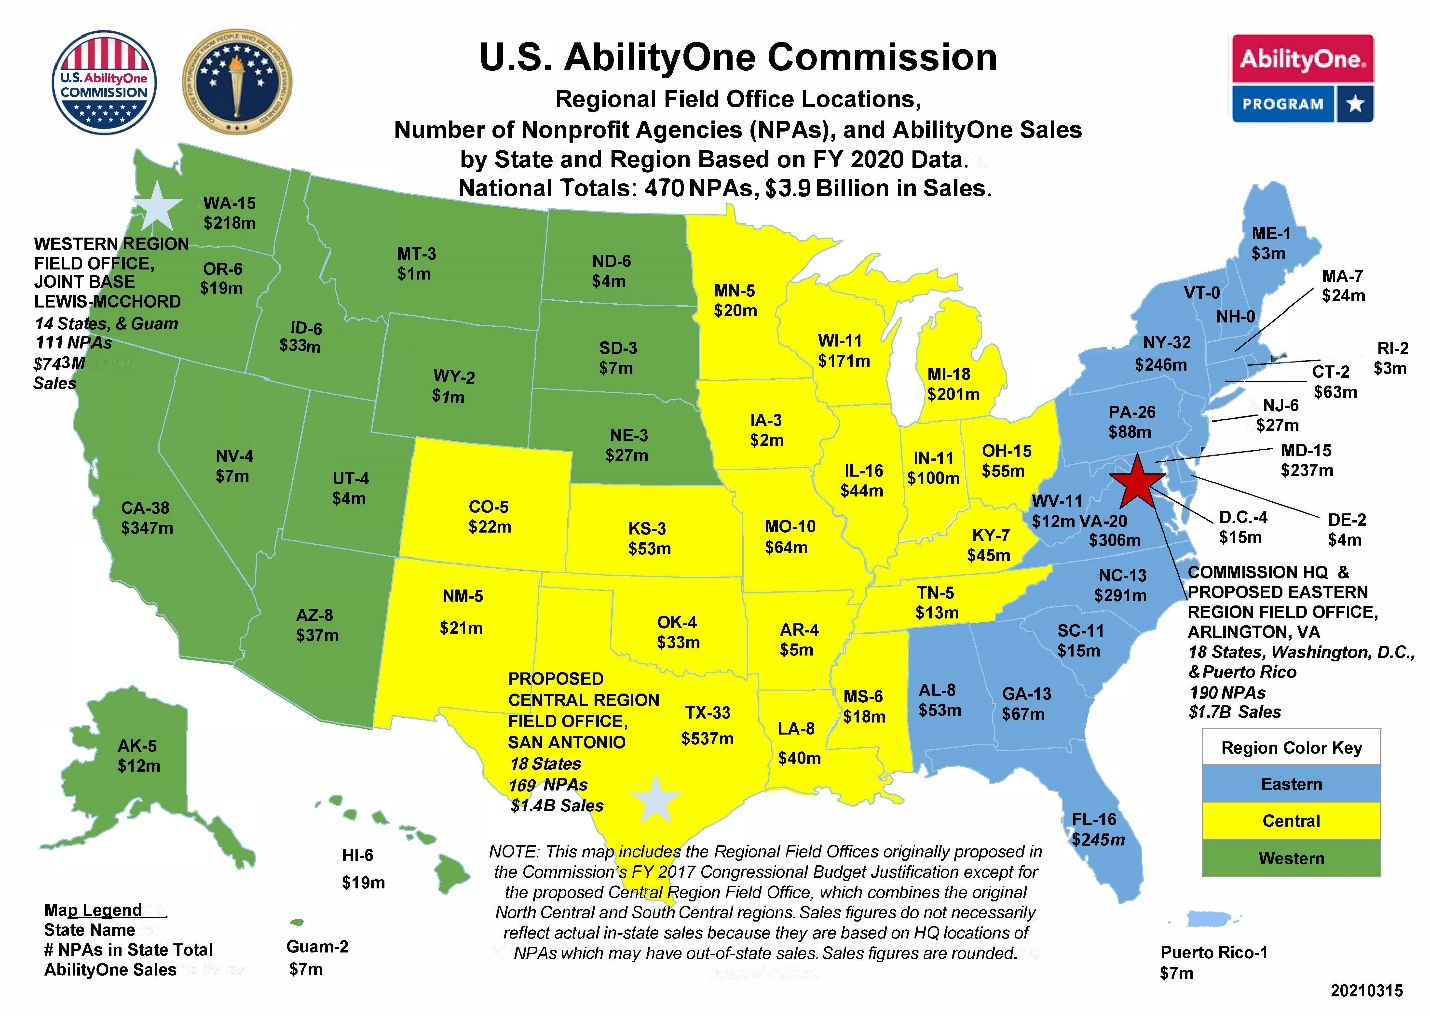 U.S. AbilityOne
COMMISSION
U.S. AbilityOne Commission
Regional Field Office Locations,
Number of Nonprofit Agencies (NPAs), and AbilityOne Sales
by State and Region Based on FY 2020 Data.
National Totals: 470 NPAs, $3.9 Billion in Sales.
AbilityOne.
PROGRAM
WA-15
$218m
WESTERN REGION
FIELD OFFICE,
JOINT BASE
LEWIS-MCCHORD
14 States, & Guam
111 NPAs
$743M
Sales
OR-6
$19m
ID-6
$33m
MT-3
$1m
ND-6
$4m
SD-3
$7m
WY-2
$1m
NE-3
$27m
NV-4
$7m
UT-4
$4m
CA-38
$347m
AZ-8
$37m
CO-5
$22m
KS-3
$53m
NM-5
$21m
OK-4
$33m
MN-5
$20m
WI-11
$171m
MI-18
$201m
IA-3
$2m
IL-16
$44m
IN-11
$100m
OH-15
$55m
MO-10
$64m
KY-7
$45m
TN-5
$13m
AR-4
$5m
MS-6
$18m
LA-8
$40m
TX-33
$537m
PROPOSED
CENTRAL REGION
FIELD OFFICE,
SAN ANTONIO
18 States
169 NPAs
$1.4B Sales
ME-1
$3m
VT-0
NH-0
MA-7
$24m
NY-32
$246m
RI-2
$3m
CT-2
$63m
NJ-6
$27m
PA-26
$88m
MD-15
$237m
WV-11
$12m
VA-20
$306m
D.C.-4
$15m
DE-2
$4m
NC-13
$291m
SC-11
$15m
AL-8
$53m
GA-13
$67m
FL-16
$245m
COMMISSION HQ &
PROPOSED EASTERN
REGION FIELD OFFICE,
ARLINGTON, VA
18 States, Washington, D.C.,
& Puerto Rico
190 NPAs
$1.7B Sales
Region Color Key
Eastern
Central
Western
AK-5
$12m
HI-6
$19m
Guam-2
$7m
Puerto Rico-1
$7m
NOTE: This map includes the Regional Field Offices originally proposed in
the Commission's FY 2017 Congressional Budget Justification except for
the proposed Central Region Field Office, which combines the original
North Central and South Central regions. Sales figures do not necessarily
reflect actual in-state sales because they are based on HQ locations of
NPAs which may have out-of-state sales. Sales figures are rounded.
Map Legend
State Name
# NPAs in State Total
AbilityOne Sales
20210315